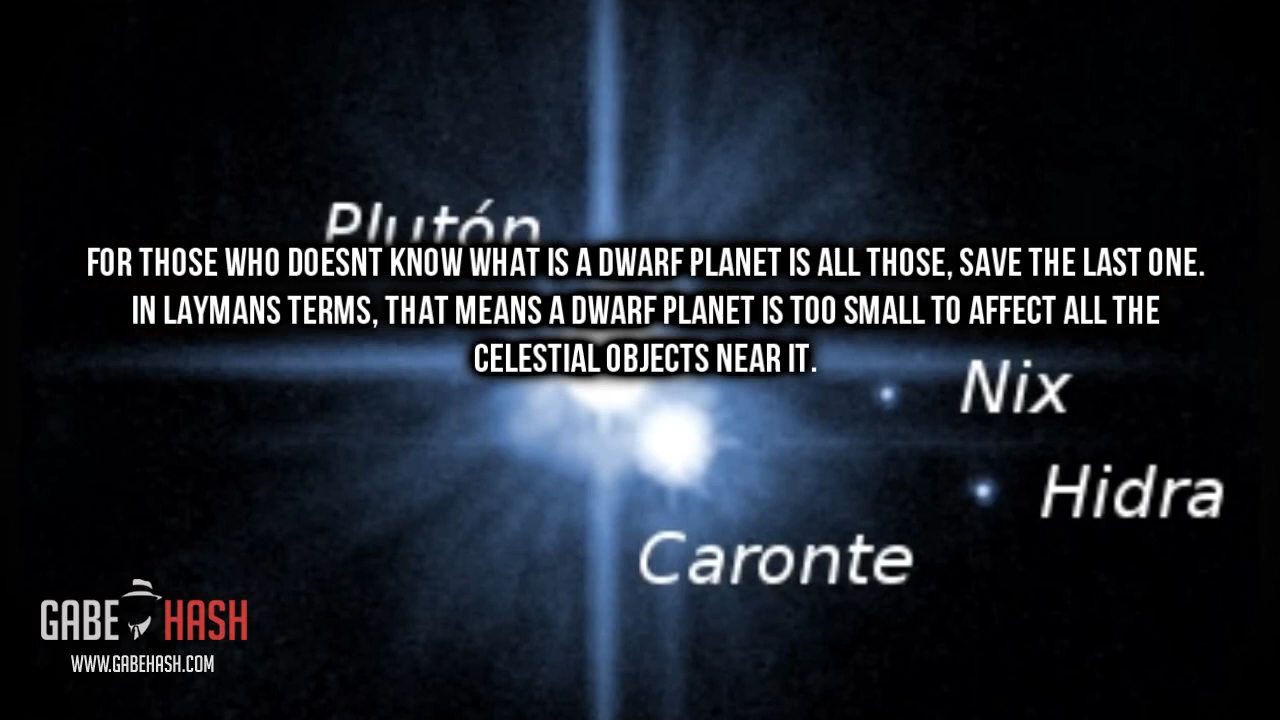 Plutón
FOR THOSE WHO DOESNT KNOW WHAT IS A DWARF PLANET IS ALL THOSE, SAVE THE LAST ONE.
IN LAYMANS TERMS, THAT MEANS A DWARF PLANET IS TOO SMALL TO AFFECT ALL THE
CELESTIAL OBJECTS NEAR IT.
Nix
Hidra
Caronte
GABE HASH
WWW.GABEHASH.COM